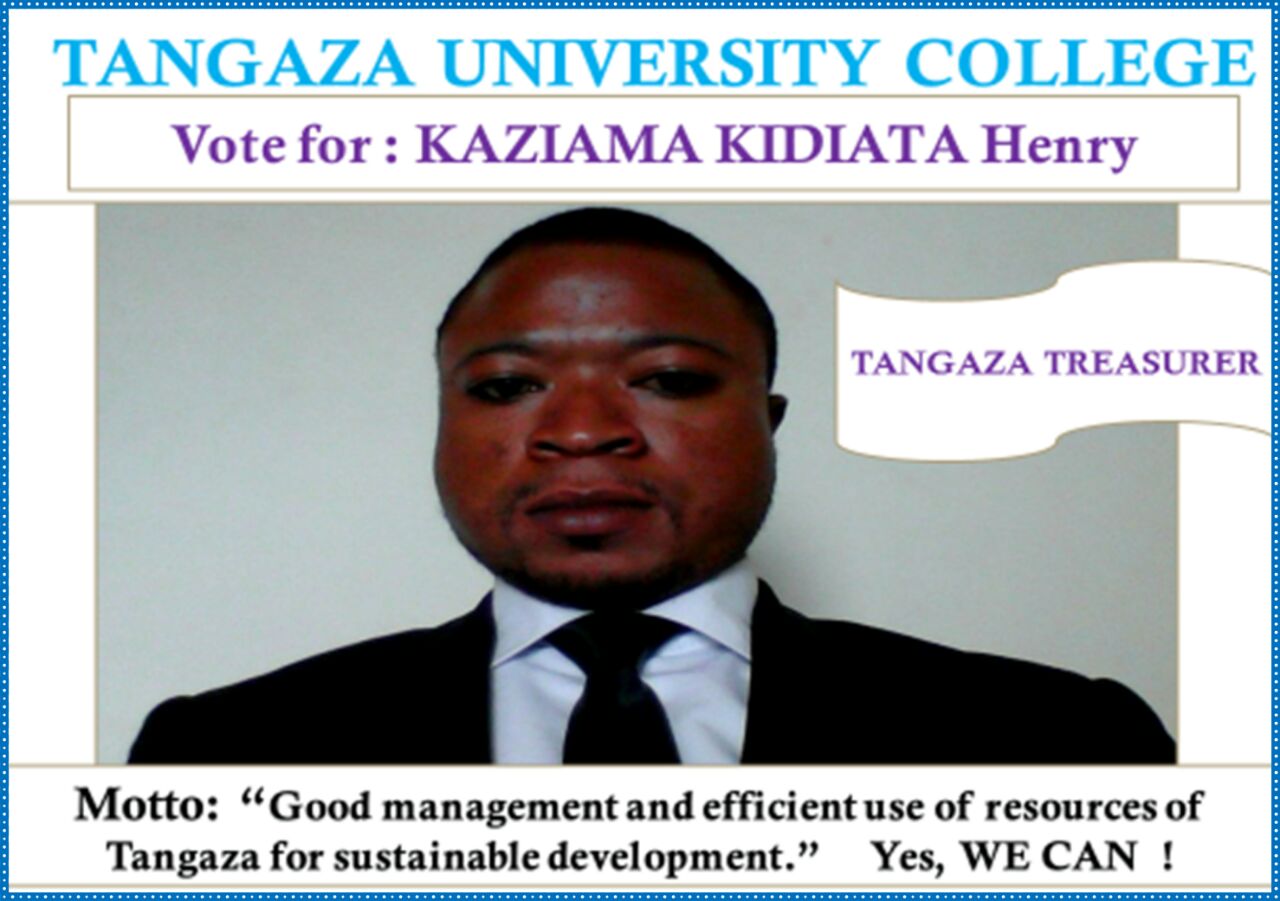 TANGAZA UNIVERSITY COLLEGE
Vote for : KAZIAMA KIDIATA Henry
TANGAZA TREASURER
Motto: “Good management and efficient use of resources of
Tangaza for sustainable development.” Yes, WE CAN !